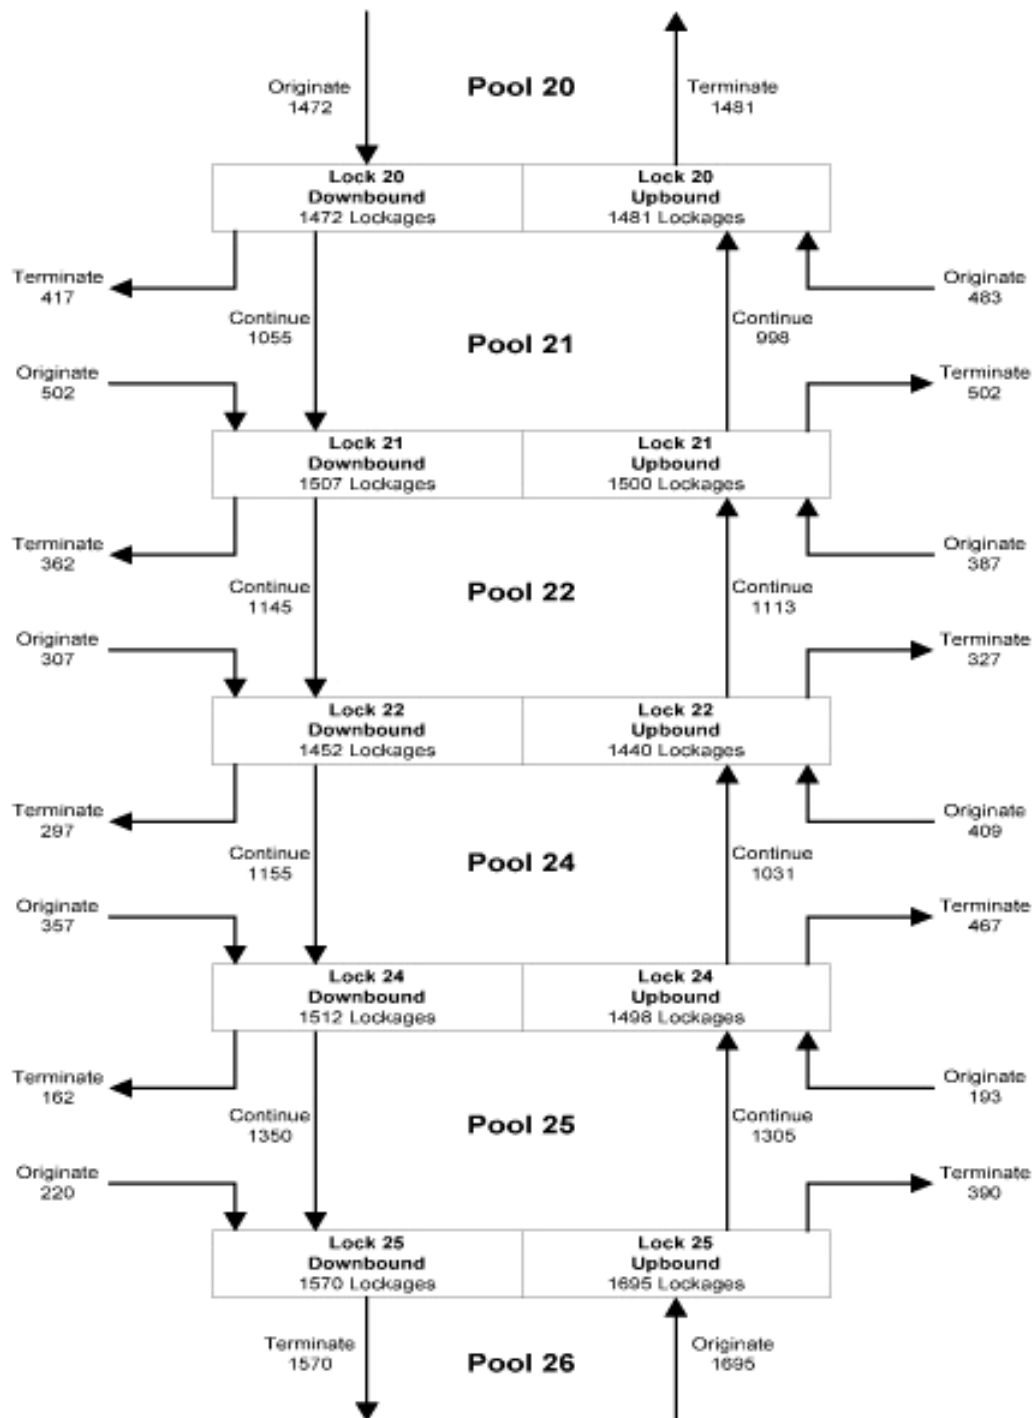 Originate
1472
Pool 20
Terminate
1481
Lock 20
Downbound
1472 Lockages
Lock 20
Upbound
1481 Lockages
Terminate
417
Originate
483
Continue
1055
Pool 21
Continue
998
Originate
502
Terminate
502
Lock 21
Downbound
1507 Lockages
Lock 21
Upbound
1500 Lockages
Terminate
362
Originate
387
Continue
1145
Pool 22
Continue
1113
Originate
307
Terminate
327
Lock 22
Downbound
1452 Lockages
Lock 22
Upbound
1440 Lockages
Terminate
297
Originate
409
Continue
1155
Pool 24
Continue
1031
Originate
357
Terminate
467
Lock 24
Downbound
1512 Lockages
Lock 24
Upbound
1498 Lockages
Terminate
162
Originate
193
Continue
1350
Pool 25
Continue
1305
Originate
220
Terminate
390
Lock 25
Downbound
1570 Lockages
Lock 25
Upbound
1695 Lockages
Terminate
1570
Pool 26
Originate
1695